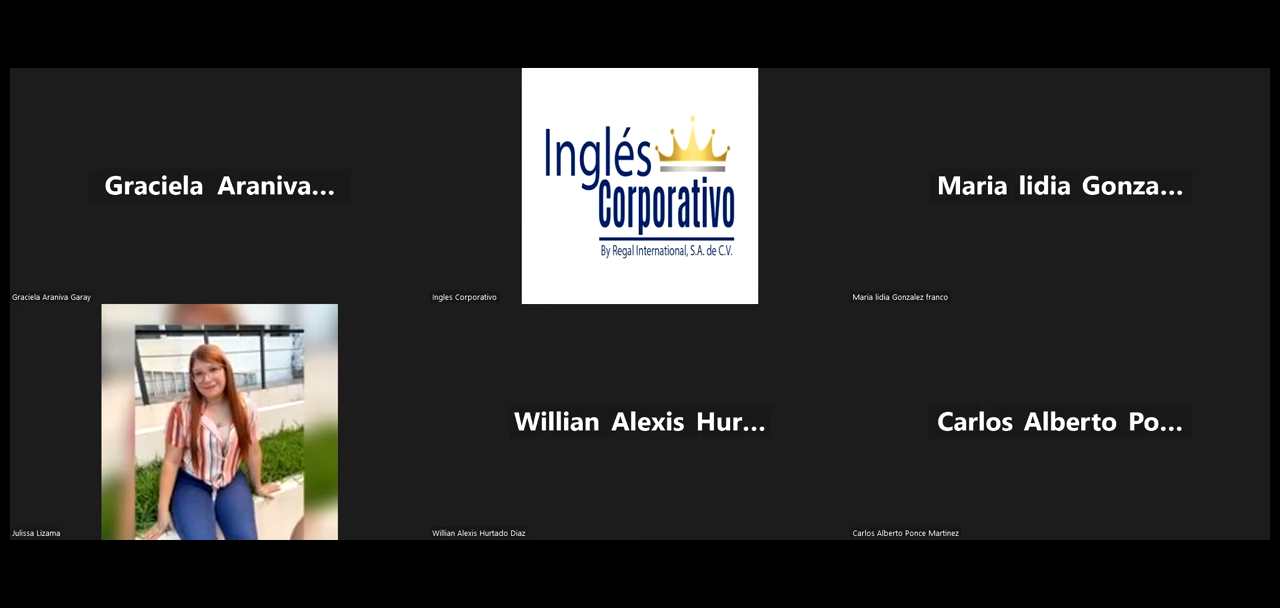 Graciela Araniva...
Graciela Araniva Garay
Inglés
Corporativo
By Regal International, S.A. de C.V.
Ingles Corporativo
Maria lidia Gonza...
Maria lidia Gonzalez franco
Julissa Lizama
Willian Alexis Hur...
Willian Alexis Hurtado Diaz
Carlos Alberto Po...
Carlos Alberto Ponce Martinez